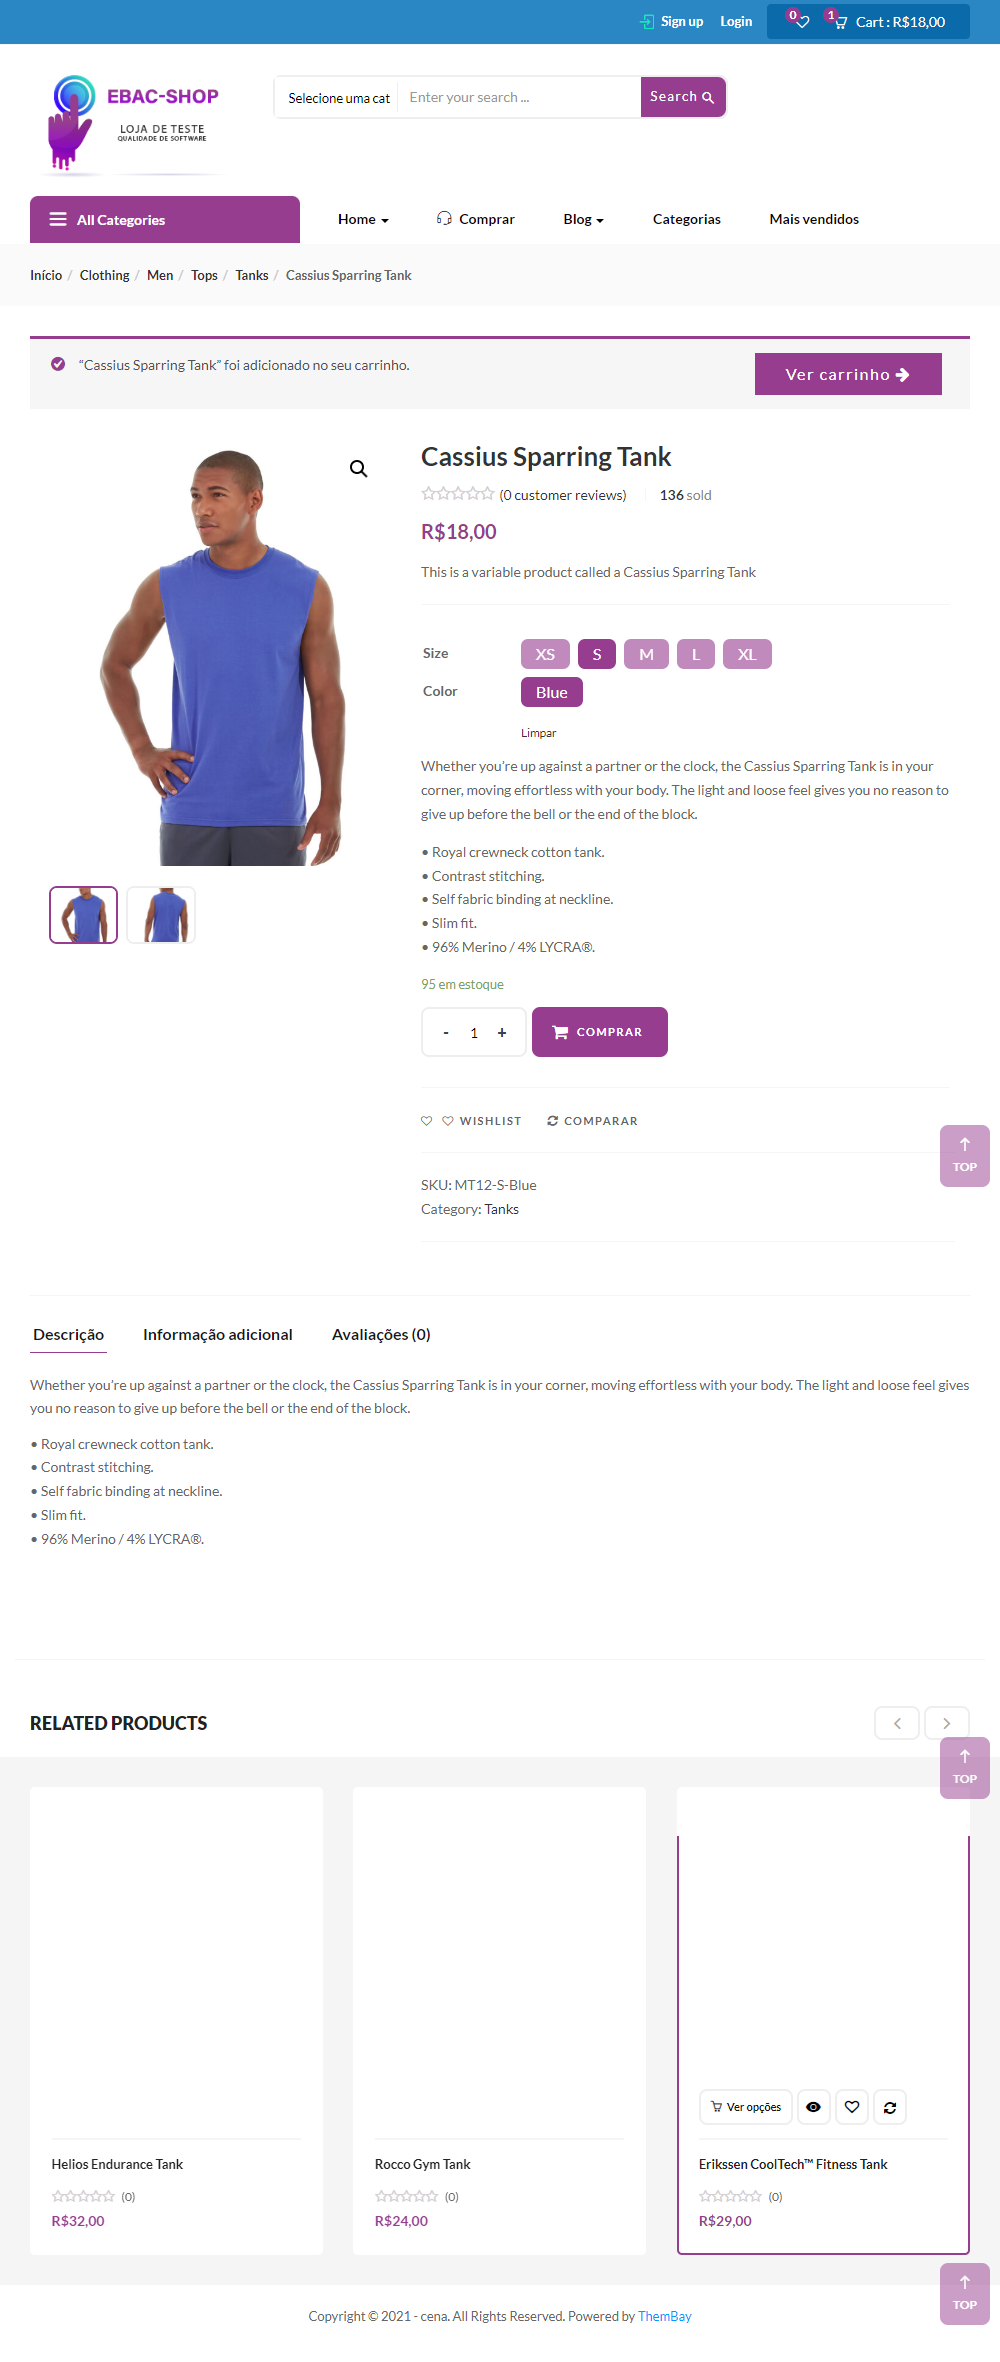 Sign up Login 0 1 Cart : R$18,00
EBAC-SHOP
LOJA DE TESTE
QUALIDADE DE SOFTWARE
Selecione uma cat Enter your search ... Search
All Categories Home Comprar Blog Categorias Mais vendidos
Início / Clothing / Men / Tops / Tanks / Cassius Sparring Tank
“Cassius Sparring Tank” foi adicionado no seu carrinho. Ver carrinho
Cassius Sparring Tank
(0 customer reviews) 136 sold
R$18,00
This is a variable product called a Cassius Sparring Tank
Size XS S M L XL
Color Blue
Limpar
Whether you’re up against a partner or the clock, the Cassius Sparring Tank is in your
corner, moving effortless with your body. The light and loose feel gives you no reason to
give up before the bell or the end of the block.
• Royal crewneck cotton tank.
• Contrast stitching.
• Self fabric binding at neckline.
• Slim fit.
• 96% Merino / 4% LYCRA®.
95 em estoque
- 1 + COMPRAR
WISHLIST COMPARAR
TOP
SKU: MT12-S-Blue
Category: Tanks
Descrição Informação adicional Avaliações (0)
Whether you’re up against a partner or the clock, the Cassius Sparring Tank is in your corner, moving effortless with your body. The light and loose feel gives
you no reason to give up before the bell or the end of the block.
• Royal crewneck cotton tank.
• Contrast stitching.
• Self fabric binding at neckline.
• Slim fit.
• 96% Merino / 4% LYCRA®.
RELATED PRODUCTS
TOP
Ver opções
Helios Endurance Tank Rocco Gym Tank Erikssen CoolTech™ Fitness Tank
(0) (0) (0)
R$32,00 R$24,00 R$29,00
TOP
Copyright © 2021 - cena. All Rights Reserved. Powered by ThemBay